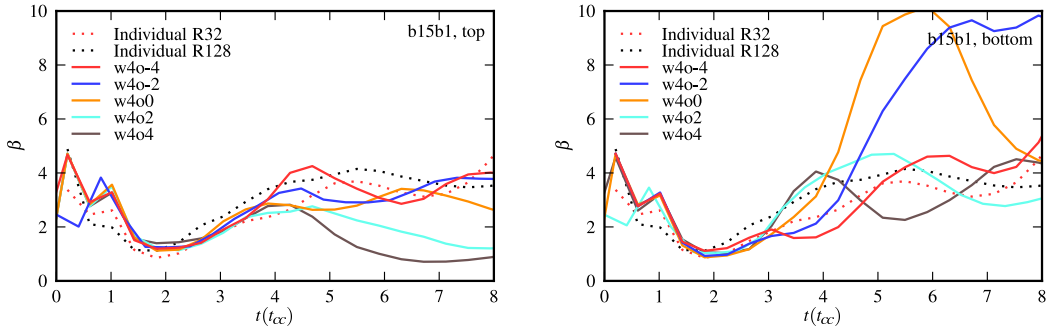 b15b1, top
Individual R32
Individual R128
w4o-4
w4o-2
w4o0
w4o2
w4o4
10
8
6
4
2
0
β
0 1 2 3 4 5 6 7 8
t(t_cc)
b15b1, bottom
Individual R32
Individual R128
w4o-4
w4o-2
w4o0
w4o2
w4o4
10
8
6
4
2
0
β
0 1 2 3 4 5 6 7 8
t(t_cc)